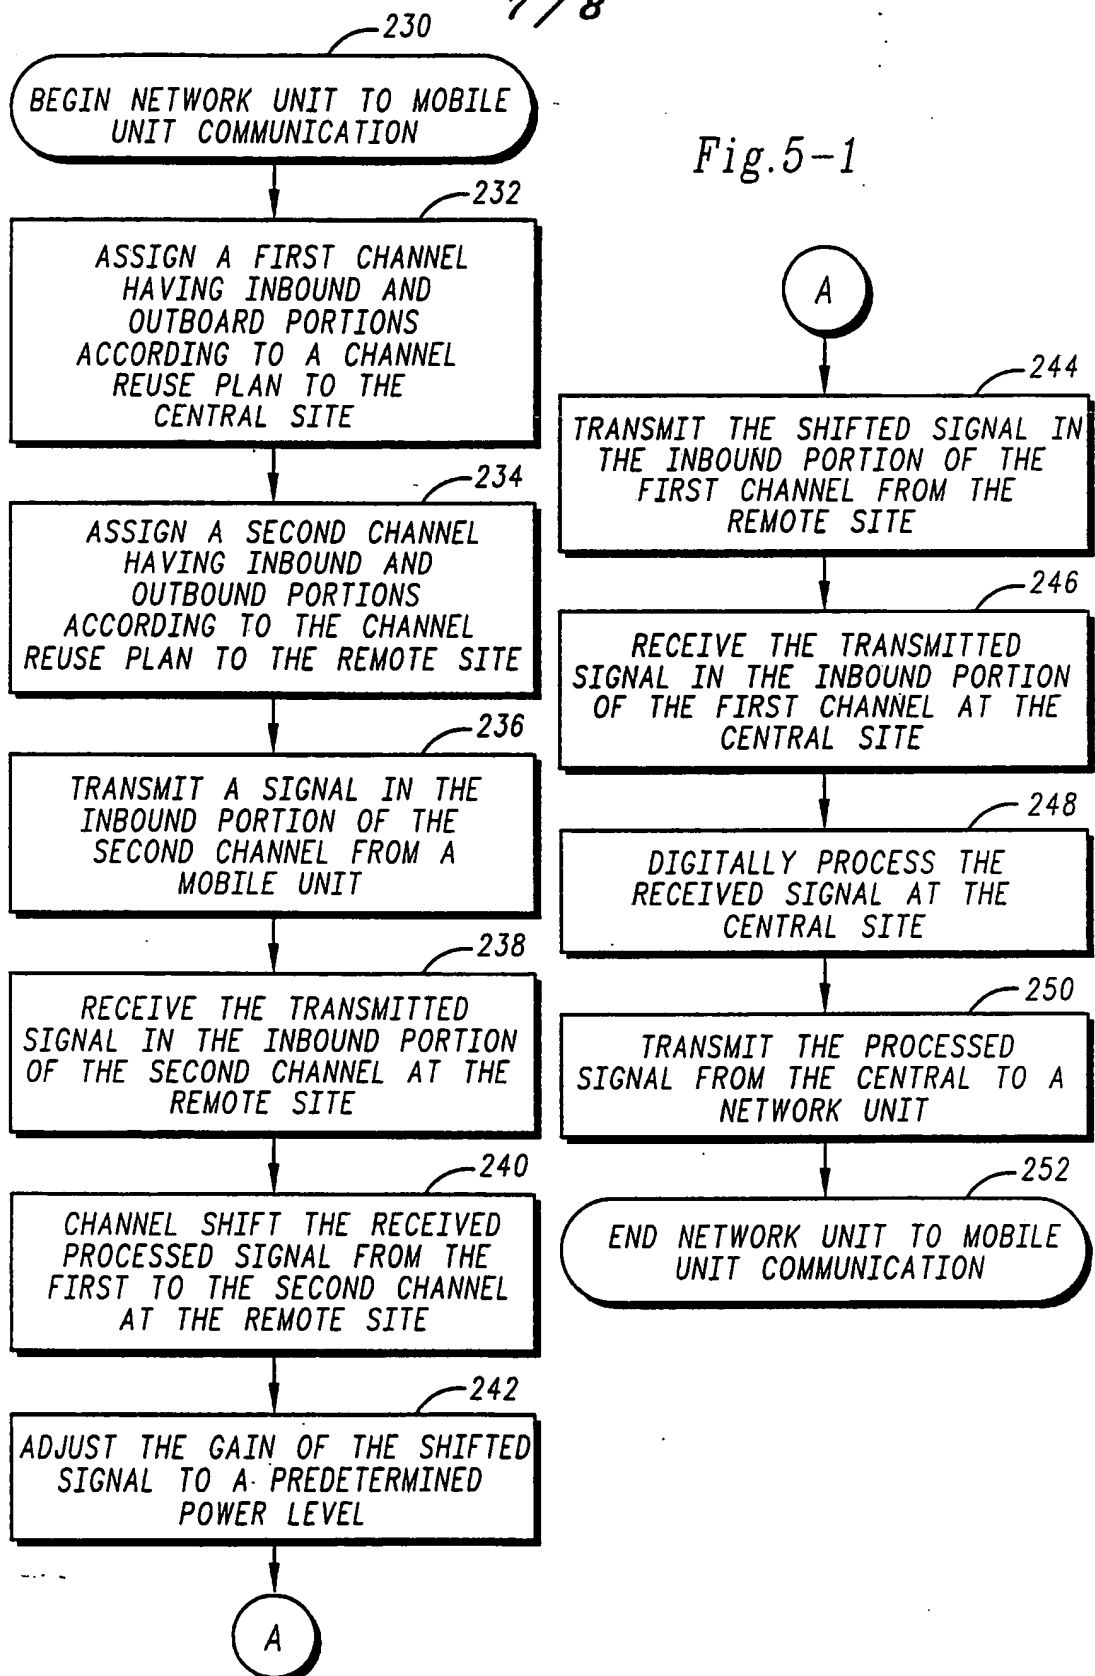 7/8
230
BEGIN NETWORK UNIT TO MOBILE
UNIT COMMUNICATION
Fig.5-1
232
ASSIGN A FIRST CHANNEL
HAVING INBOUND AND
OUTBOARD PORTIONS
ACCORDING TO A CHANNEL
REUSE PLAN TO THE
CENTRAL SITE
234
ASSIGN A SECOND CHANNEL
HAVING INBOUND AND
OUTBOUND PORTIONS
ACCORDING TO THE CHANNEL
REUSE PLAN TO THE REMOTE SITE
236
TRANSMIT A SIGNAL IN THE
INBOUND PORTION OF THE
SECOND CHANNEL FROM A
MOBILE UNIT
238
RECEIVE THE TRANSMITTED
SIGNAL IN THE INBOUND PORTION
OF THE SECOND CHANNEL AT THE
REMOTE SITE
240
CHANNEL SHIFT THE RECEIVED
PROCESSED SIGNAL FROM THE
FIRST TO THE SECOND CHANNEL
AT THE REMOTE SITE
242
ADJUST THE GAIN OF THE SHIFTED
SIGNAL TO A PREDETERMINED
POWER LEVEL
A
A
244
TRANSMIT THE SHIFTED SIGNAL IN
THE INBOUND PORTION OF THE
FIRST CHANNEL FROM THE
REMOTE SITE
246
RECEIVE THE TRANSMITTED
SIGNAL IN THE INBOUND PORTION
OF THE FIRST CHANNEL AT THE
CENTRAL SITE
248
DIGITALLY PROCESS THE
RECEIVED SIGNAL AT THE
CENTRAL SITE
250
TRANSMIT THE PROCESSED
SIGNAL FROM THE CENTRAL TO A
NETWORK UNIT
252
END NETWORK UNIT TO MOBILE
UNIT COMMUNICATION